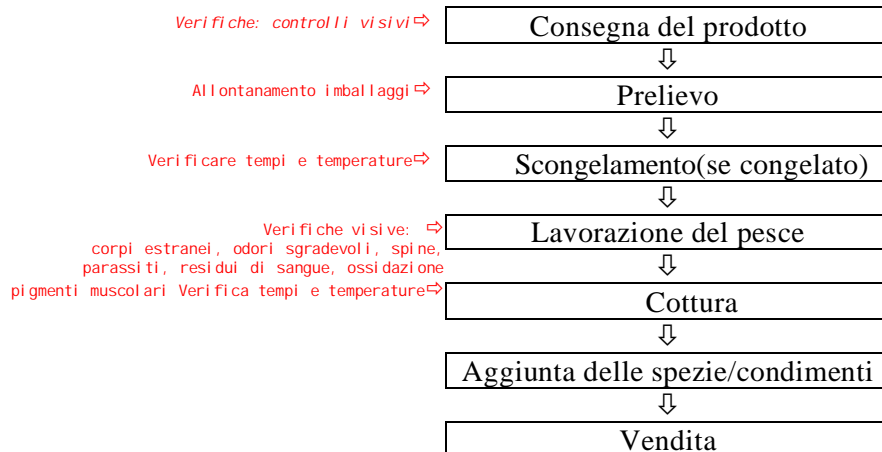 Verifiche: controlli visivi⇨ Consegna del prodotto
⇩
Allontanamento imballaggi⇨ Prelievo
⇩
Verificare tempi e temperature⇨ Scongelamento(se congelato)
⇩
Verifiche visive: ⇨ Lavorazione del pesce
corpi estranei, odori sgradevoli, spine,
parassiti, residui di sangue, ossidazione
⇩
pigmenti muscolari Verifica tempi e temperature⇨ Cottura
⇩
Aggiunta delle spezie/condimenti
⇩
Vendita